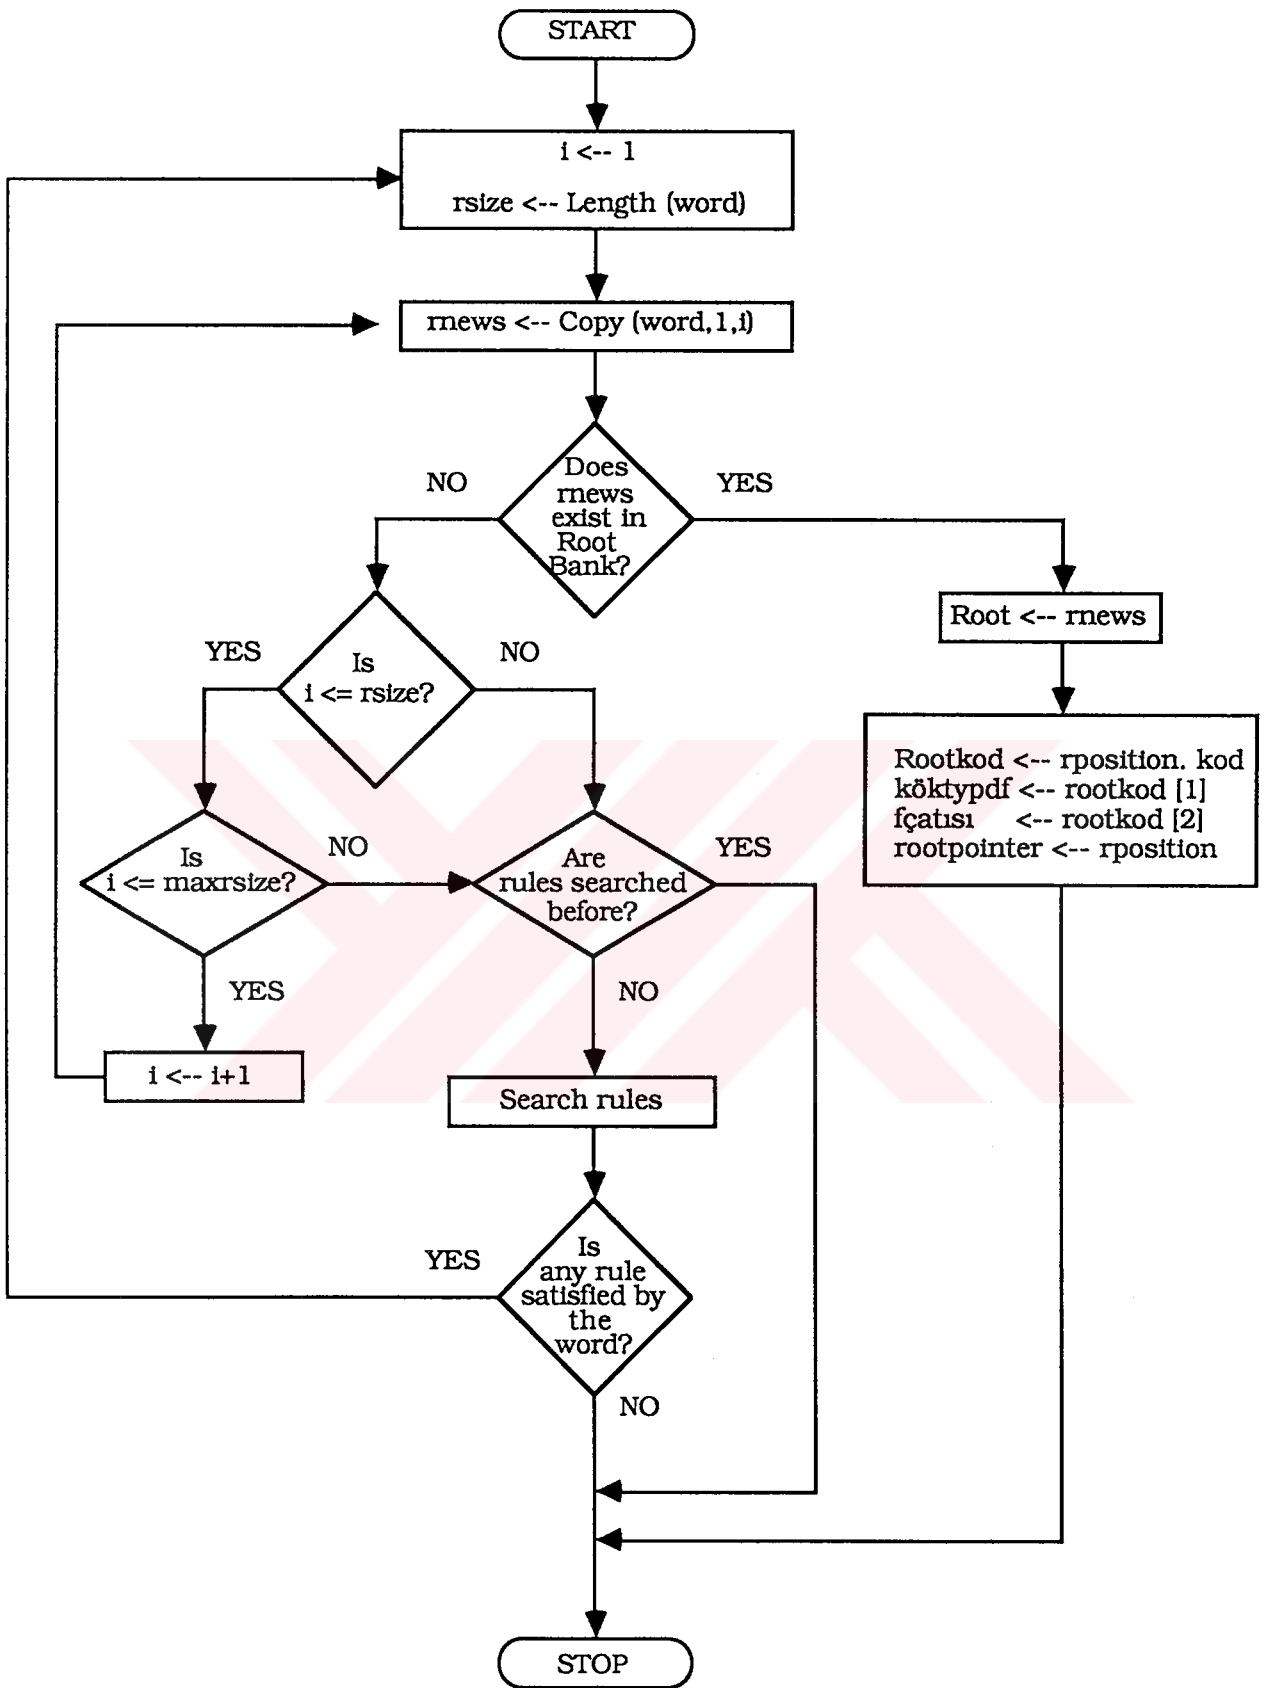 START
i <-- 1
rsize <-- Length (word)
rnews <-- Copy (word,1,i)
NO
YES
Does
rnews
exist in
Root
Bank?
Root <-- rnews
YES
NO
Is
i <= rsize?
Rootkod <-- rposition. kod
köktypdf <-- rootkod [1]
fçatısı <-- rootkod [2]
rootpointer <-- rposition
Is
i <= maxrsize?
NO
Are
rules searched
before?
YES
YES
NO
i <-- i+1
Search rules
YES
Is
any rule
satisfied by
the
word?
NO
STOP